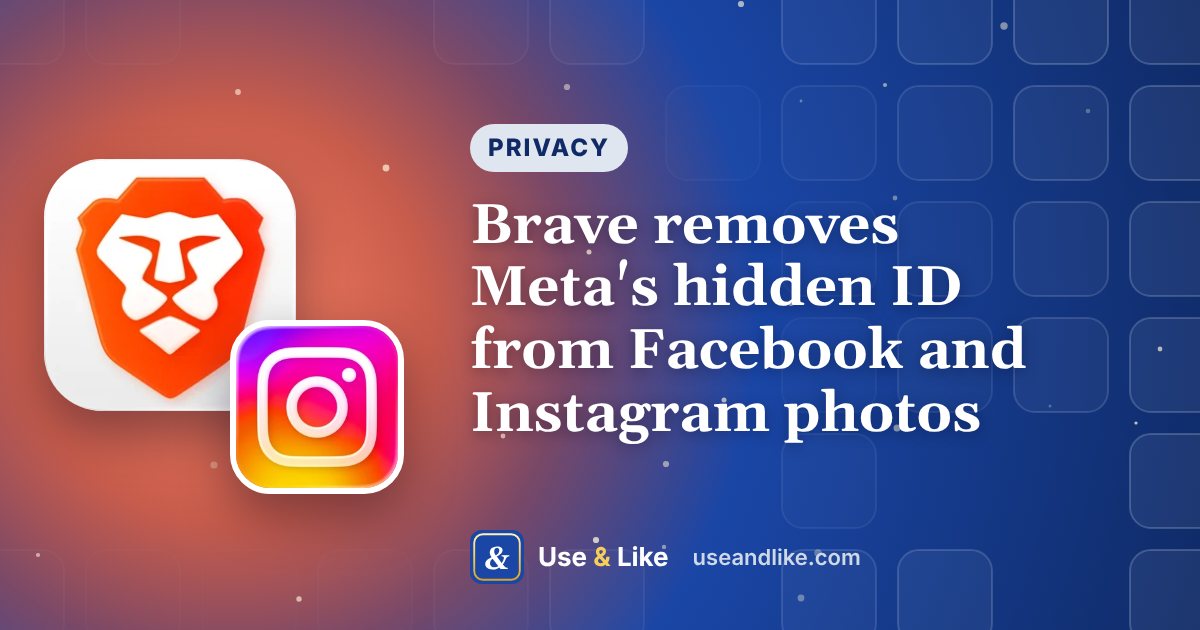 PRIVACY
Brave removes
Meta's hidden ID
from Facebook and
Instagram photos
& Use & Like useandlike.com